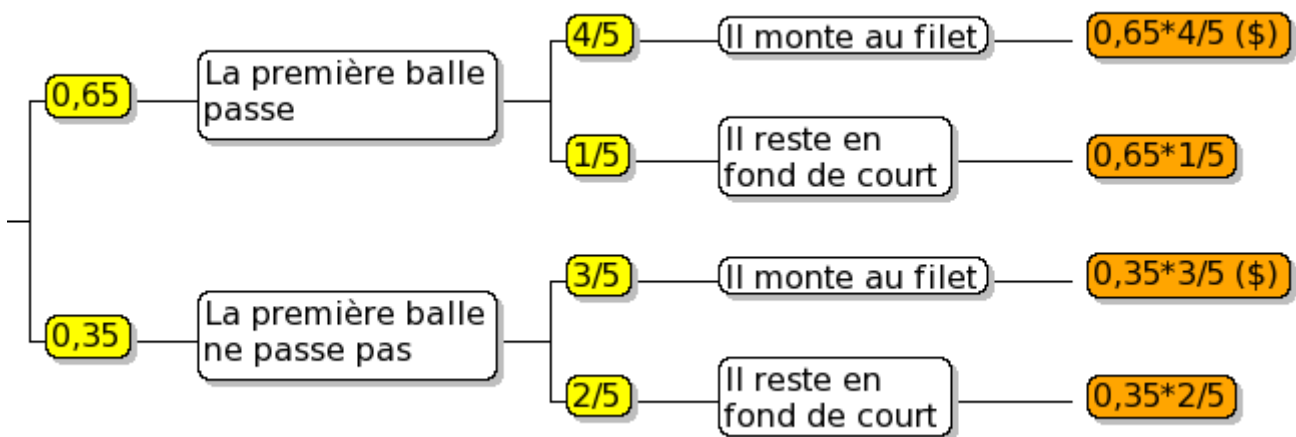 4/5
Il monte au filet
0,65*4/5 ($)
0,65
La première balle
passe
1/5
Il reste en
fond de court
0,65*1/5
3/5
Il monte au filet
0,35*3/5 ($)
0,35
La première balle
ne passe pas
2/5
Il reste en
fond de court
0,35*2/5